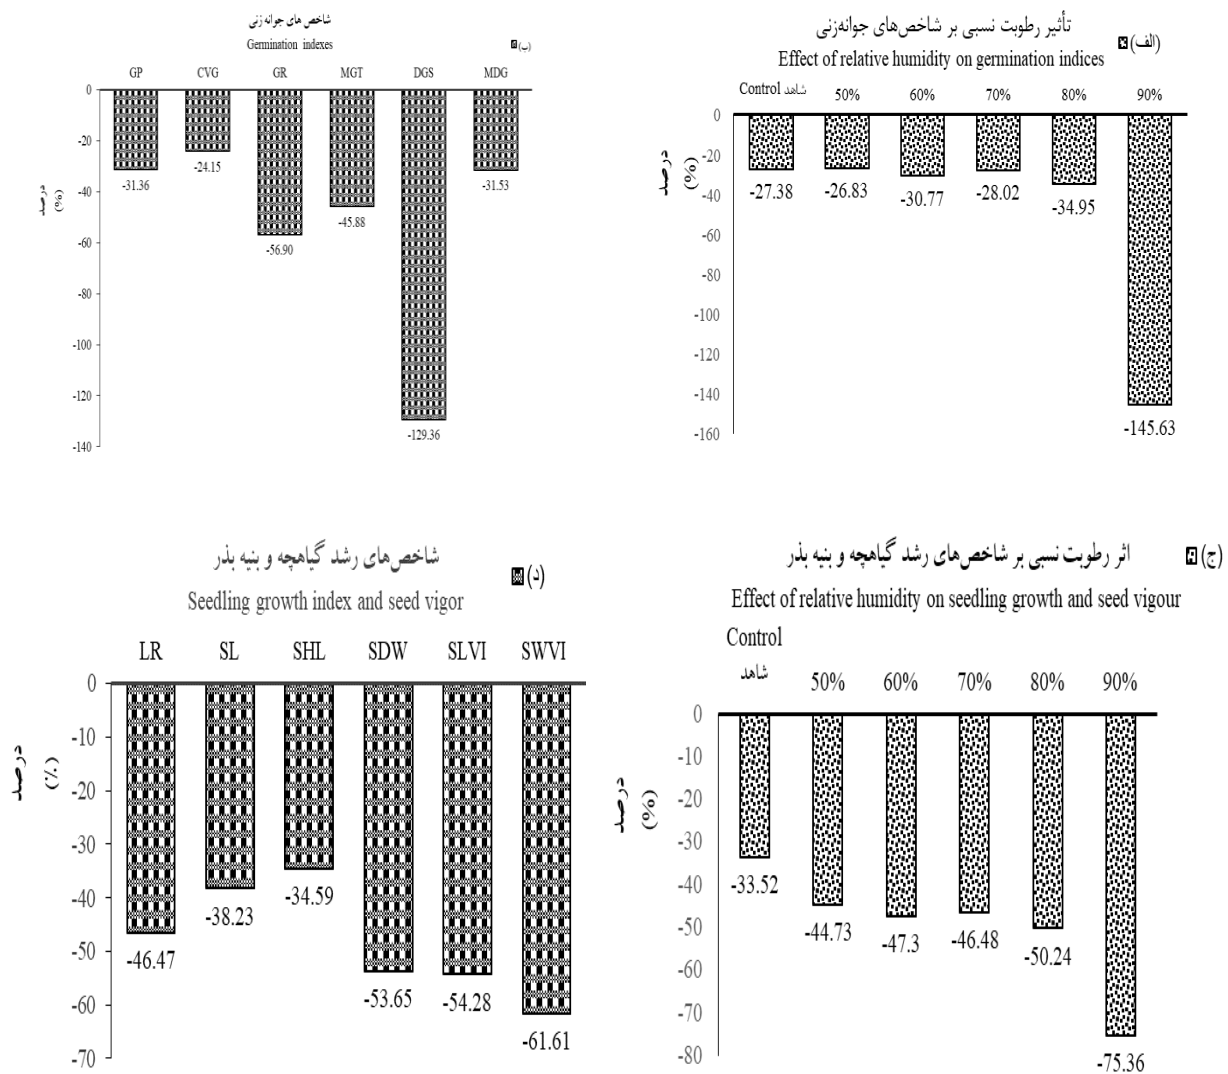 تأثیر رطوبت نسبی بر شاخص‌های جوانه‌زنی
(الف)
Effect of relative humidity on germination indices
Control شاهد 50% 60% 70% 80% 90%
درصد
(%)
0
-20
-40
-60
-80
-100
-120
-140
-160
-27.38 -26.83 -30.77 -28.02 -34.95 -145.63
شاخص های جوانه زنی
(ب)
Germination indexes
GP CVG GR MGT DGS MDG
درصد
(%)
0
-20
-40
-60
-80
-100
-120
-140
-31.36 -24.15 -56.90 -45.88 -129.36 -31.53
اثر رطوبت نسبی بر شاخص‌های رشد گیاهچه و بنیه بذر
(ج)
Effect of relative humidity on seedling growth and seed vigour
Control
شاهد 50% 60% 70% 80% 90%
درصد
(%)
0
-10
-20
-30
-40
-50
-60
-70
-80
-33.52 -44.73 -47.3 -46.48 -50.24 -75.36
شاخص‌های رشد گیاهچه و بنیه بذر
(د)
Seedling growth index and seed vigor
LR SL SHL SDW SLVI SWVI
درصد
(٪)
0
-10
-20
-30
-40
-50
-60
-70
-46.47 -38.23 -34.59 -53.65 -54.28 -61.61